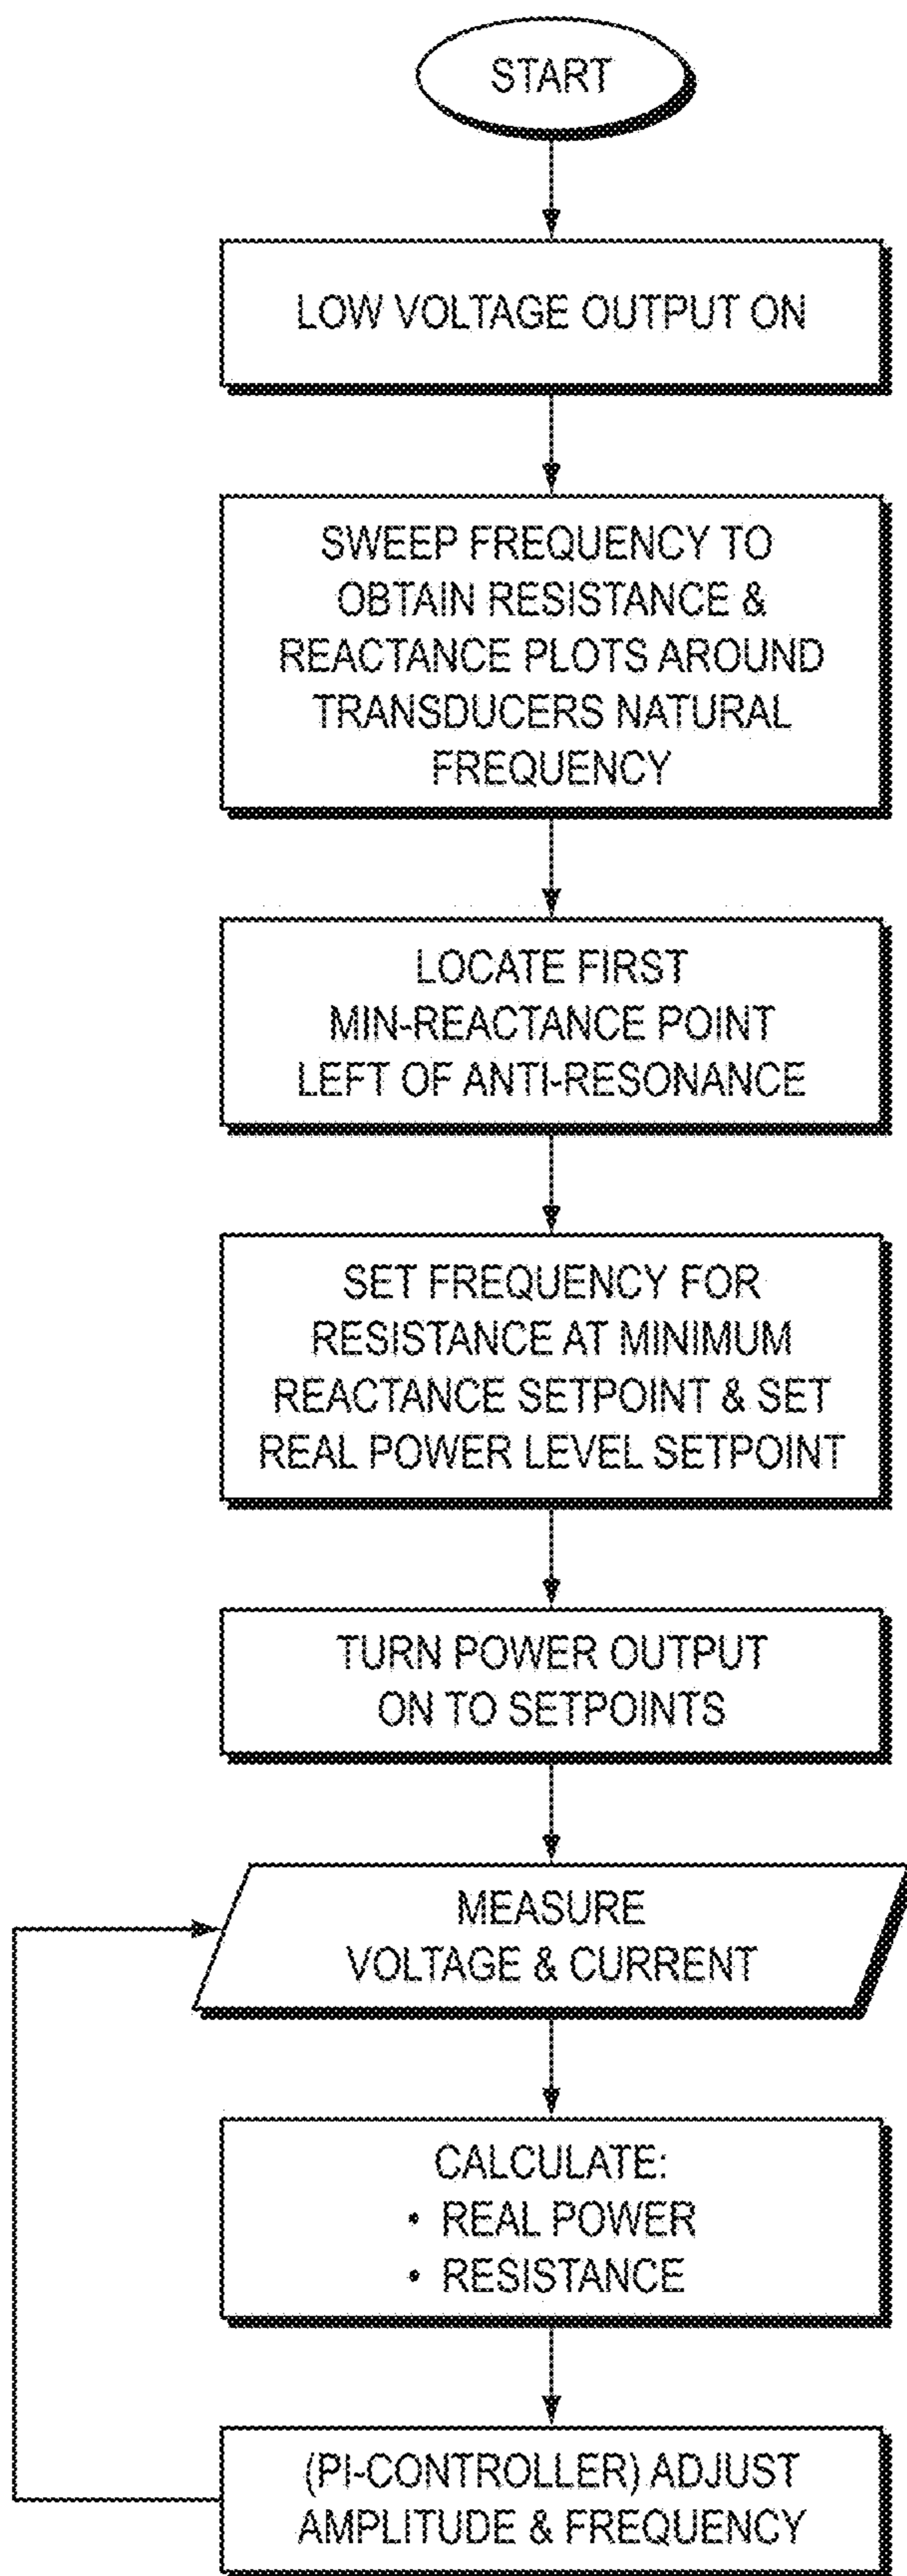 START
LOW VOLTAGE OUTPUT ON
SWEEP FREQUENCY TO
OBTAIN RESISTANCE &
REACTANCE PLOTS AROUND
TRANSDUCERS NATURAL
FREQUENCY
LOCATE FIRST
MIN-REACTANCE POINT
LEFT OF ANTI-RESONANCE
SET FREQUENCY FOR
RESISTANCE AT MINIMUM
REACTANCE SETPOINT & SET
REAL POWER LEVEL SETPOINT
TURN POWER OUTPUT
ON TO SETPOINTS
MEASURE
VOLTAGE & CURRENT
CALCULATE:
• REAL POWER
• RESISTANCE
(PI-CONTROLLER) ADJUST
AMPLITUDE & FREQUENCY